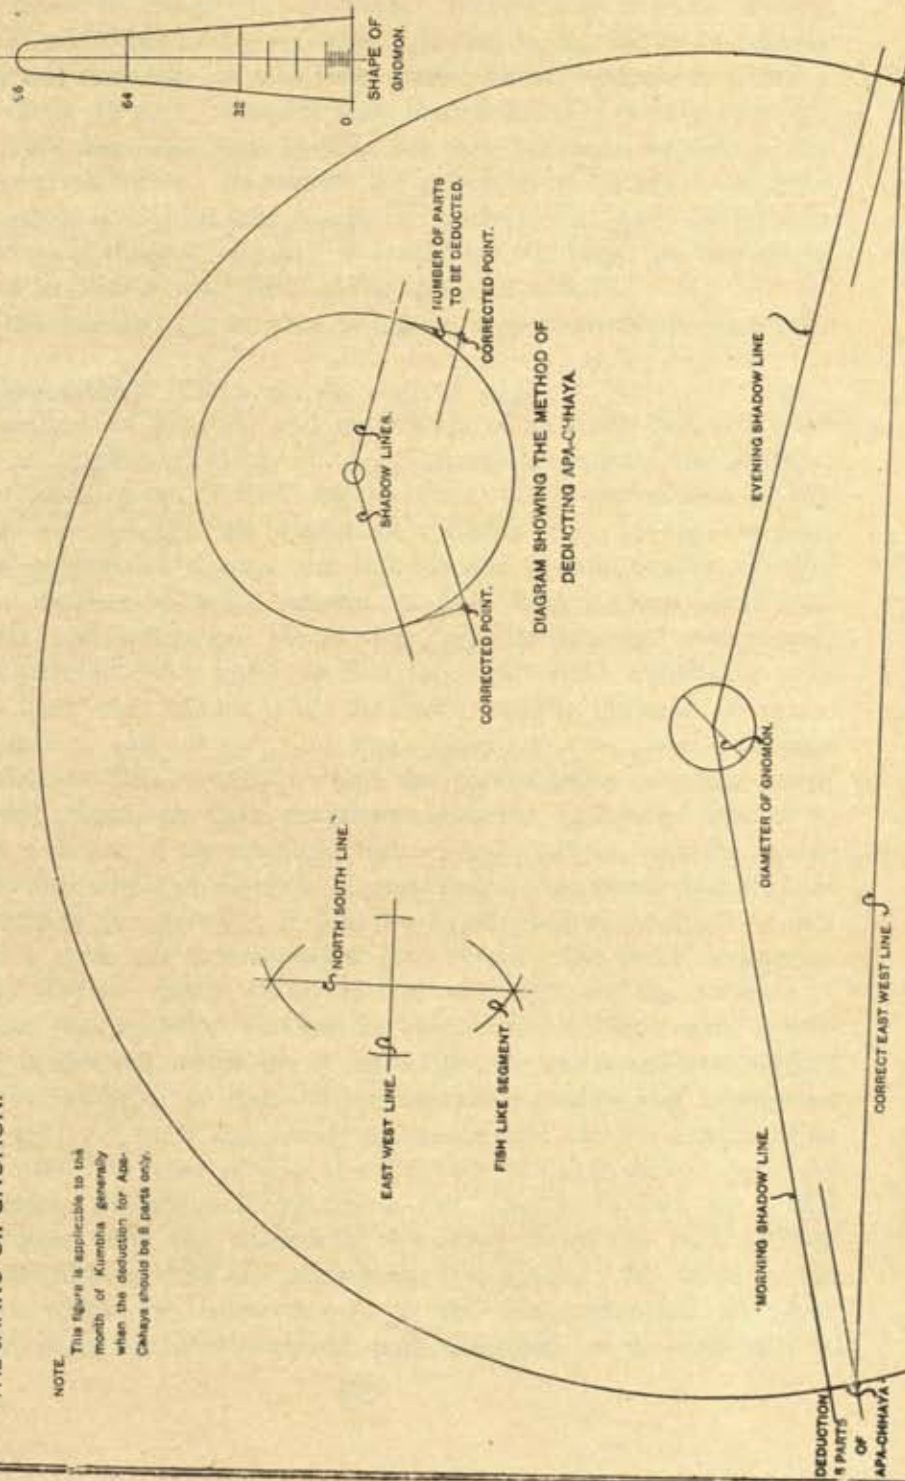 NOTE.
This figure is applicable to the
month of Kumbha generally
when the deduction for Apa-
Chhaya should be 8 parts only.
96
64
32
0
SHAPE OF
GNOMON.
NUMBER OF PARTS
TO BE DEDUCTED.
CORRECTED POINT.
SHADOW LINES.
CORRECTED POINT.
DIAGRAM SHOWING THE METHOD OF
DEDUCTING APA-CHHAYA.
NORTH SOUTH LINE."
EAST WEST LINE.
FISH LIKE SEGMENT
EVENING SHADOW LINE
DIAMETER OF GNOMON.
"MORNING SHADOW LINE.
CORRECT EAST WEST LINE.
DEDUCTION
8 PARTS
OF
APA-CHHAYA